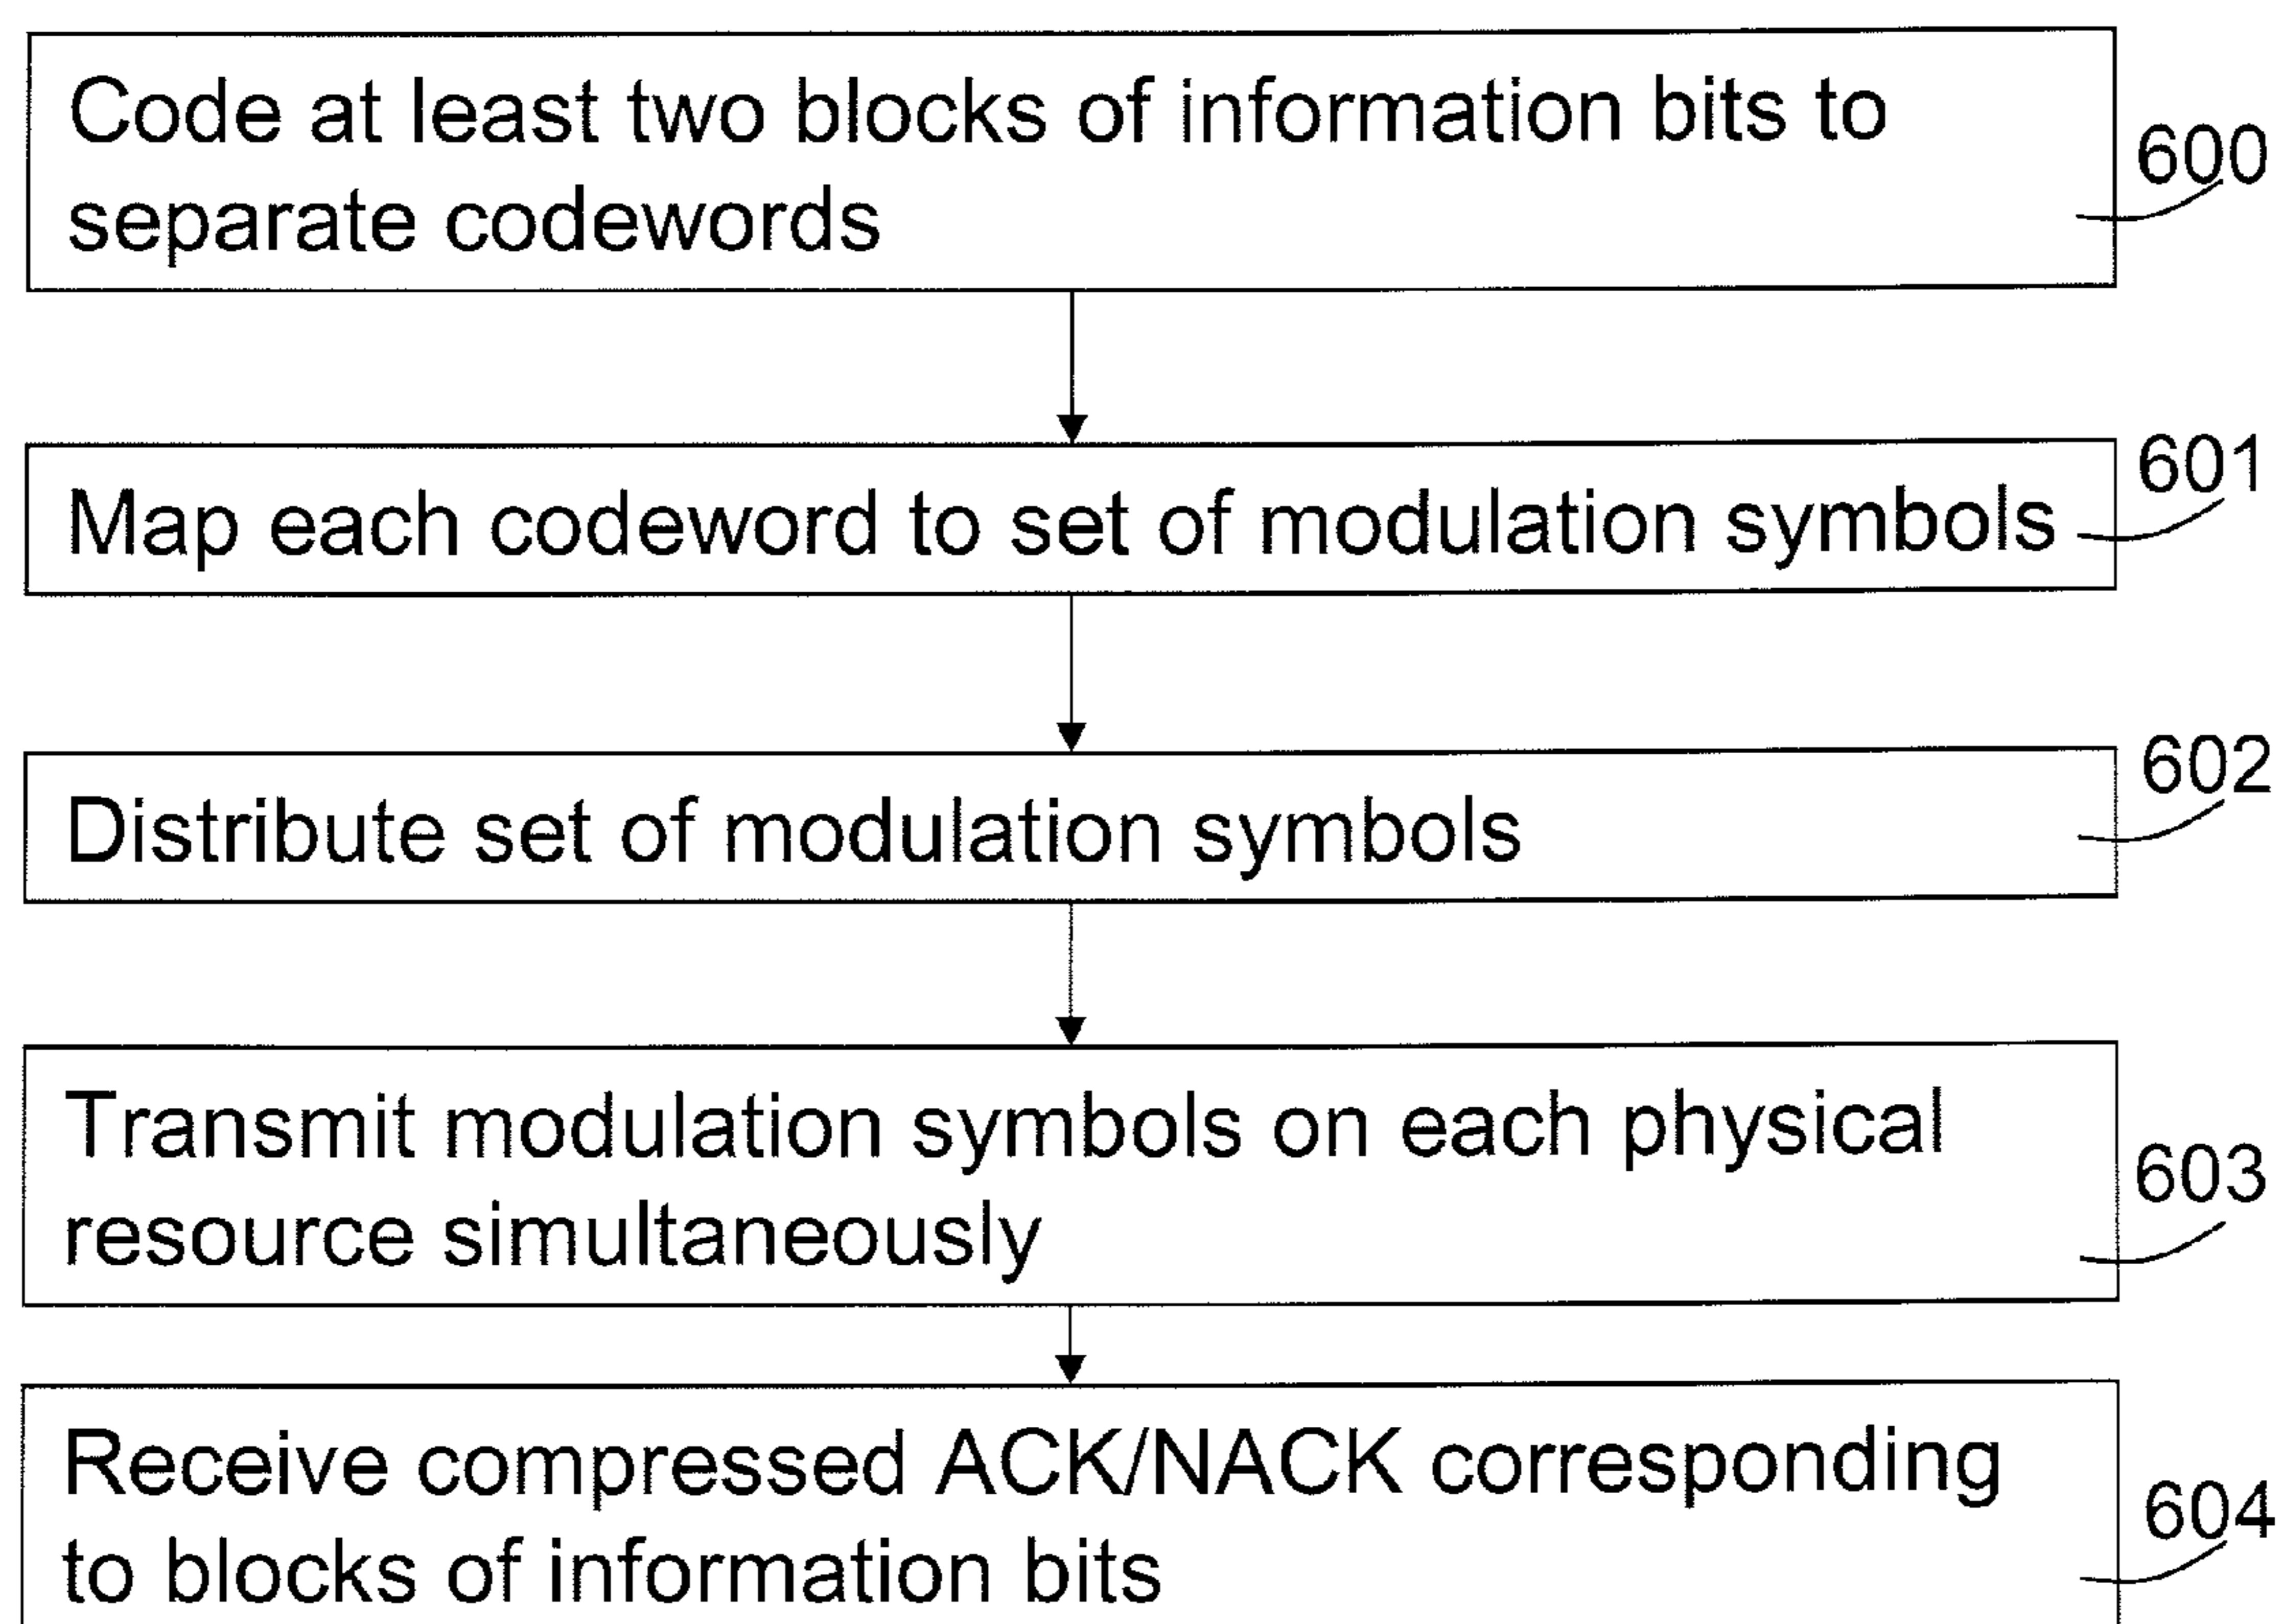 Code at least two blocks of information bits to
separate codewords
600
Map each codeword to set of modulation symbols
601
Distribute set of modulation symbols
602
Transmit modulation symbols on each physical
resource simultaneously
603
Receive compressed ACK/NACK corresponding
to blocks of information bits
604